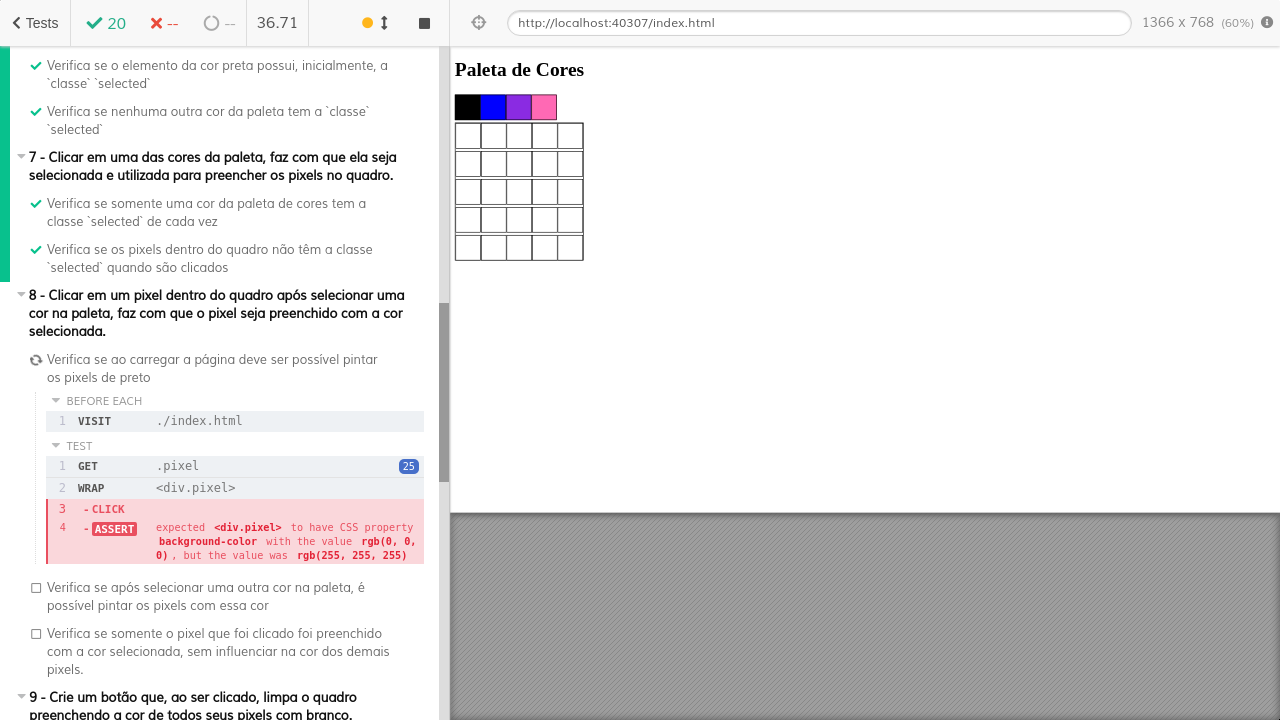 Tests 20 -- -- 36.71
http://localhost:40307/index.html 1366 x 768 (60%)
Verifica se o elemento da cor preta possui, inicialmente, a
`classe` `selected`
Verifica se nenhuma outra cor da paleta tem a `classe`
`selected`
7 - Clicar em uma das cores da paleta, faz com que ela seja
selecionada e utilizada para preencher os pixels no quadro.
Verifica se somente uma cor da paleta de cores tem a
classe `selected` de cada vez
Verifica se os pixels dentro do quadro não têm a classe
`selected` quando são clicados
8 - Clicar em um pixel dentro do quadro após selecionar uma
cor na paleta, faz com que o pixel seja preenchido com a cor
selecionada.
Verifica se ao carregar a página deve ser possível pintar
os pixels de preto
BEFORE EACH
1 VISIT ./index.html
TEST
1 GET .pixel 25
2 WRAP <div.pixel>
3 - CLICK
4 - ASSERT expected <div.pixel> to have CSS property
background-color with the value rgb(0, 0,
0) , but the value was rgb(255, 255, 255)
Verifica se após selecionar uma outra cor na paleta, é
possível pintar os pixels com essa cor
Verifica se somente o pixel que foi clicado foi preenchido
com a cor selecionada, sem influenciar na cor dos demais
pixels.
9 - Crie um botão que, ao ser clicado, limpa o quadro
preenchendo a cor de todos seus pixels com branco.
Paleta de Cores